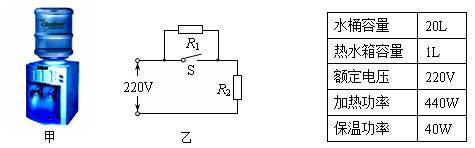 R₁
S
220V
R₂
甲
乙
水桶容量 20L
热水箱容量 1L
额定电压 220V
加热功率 440W
保温功率 40W